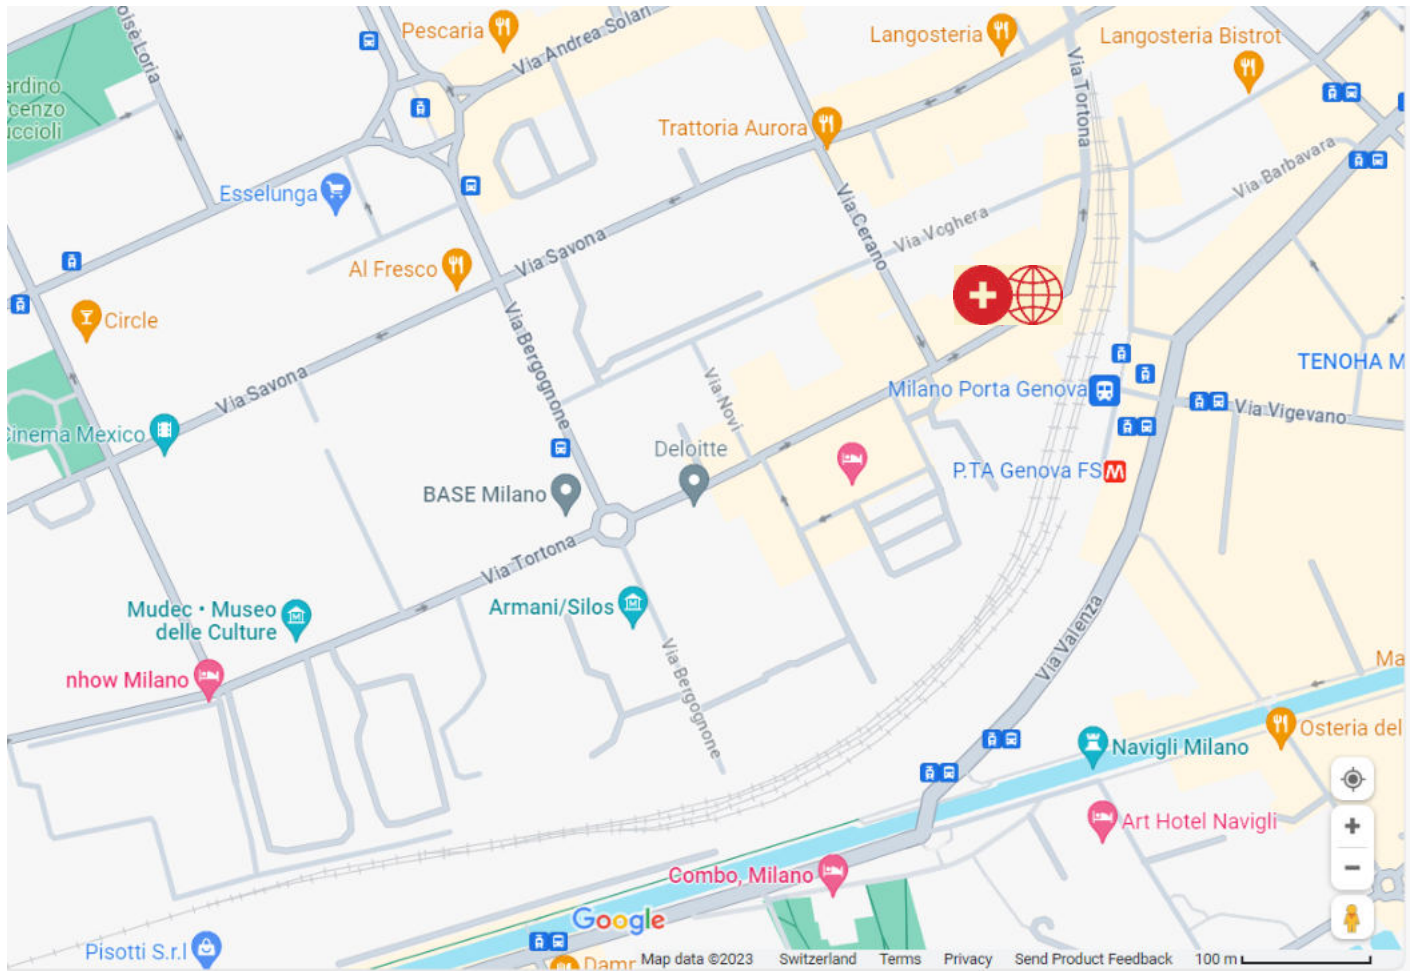 Pescaria
Via Andrea Solari
Langosteria
Langosteria Bistrot
Via Tortona
Trattoria Aurora
Via Barbavara
Esselunga
Via Cerano
Via Voghera
Via Savona
Al Fresco
Circle
Via Bergognone
TENOHA M
Via Savona
Via Novi
Milano Porta Genova
Via Vigevano
Cinema Mexico
Deloitte
P.TA Genova FS
BASE Milano
Via Tortona
Mudec • Museo
delle Culture
Armani/Silos
Via Valenza
nhow Milano
Via Bergognone
Ma
Osteria del
Navigli Milano
Art Hotel Navigli
Combo, Milano
Google
Pisotti S.r.l
Map data ©2023 Switzerland Terms Privacy Send Product Feedback 100 m